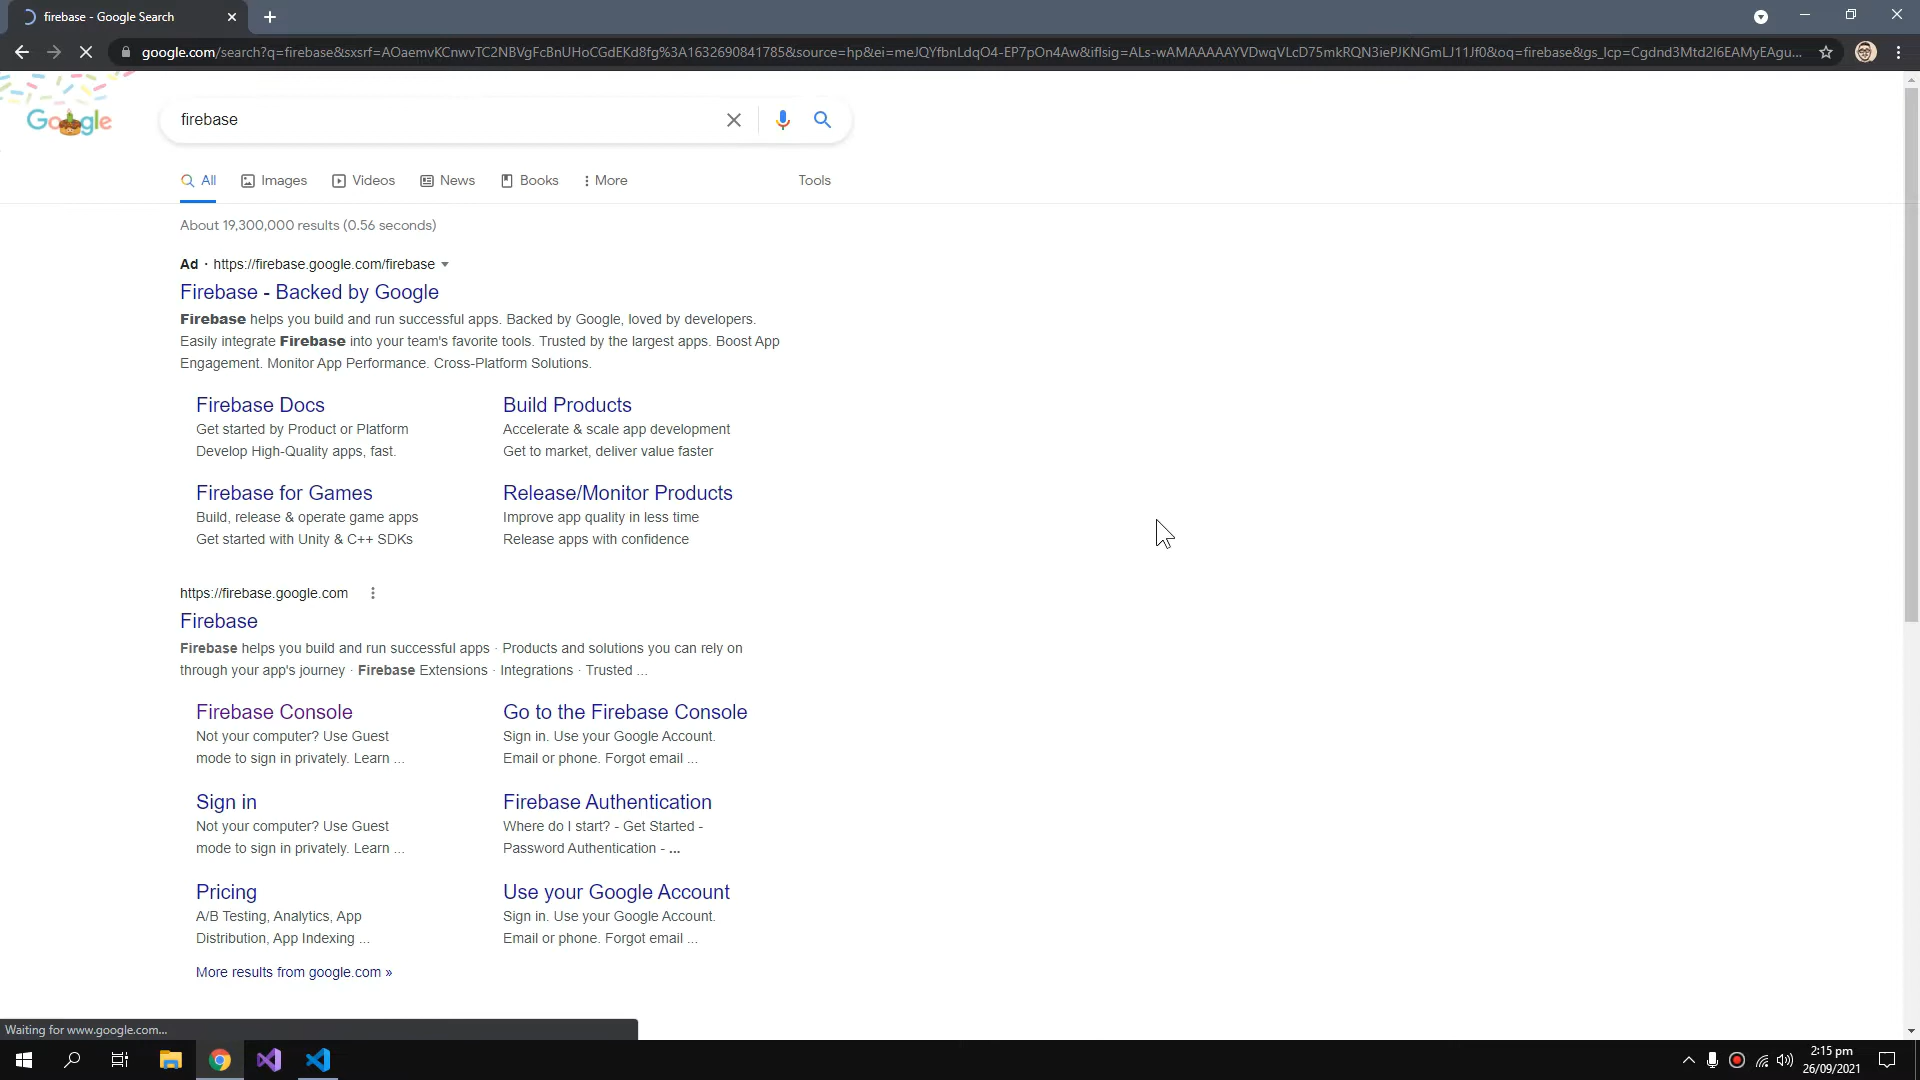 firebase - Google Search
google.com/search?q=firebase&sxsrf=AOaemvKCnwvTC2NBVgFcBnUHoCGdEKd8fg%3A1632690841785&source=hp&ei=meJQYfbnLdqO4-EP7pOn4Aw&iflsig=ALs-wAMAAAAAYVDwqVLcD75mkRQN3iePJKNGmLJ11Jf0&oq=firebase&gs_lcp=Cgdnd3Mtd2l6EAMyEAgu...
Google
firebase
All Images Videos News Books More Tools
About 19,300,000 results (0.56 seconds)
Ad · https://firebase.google.com/firebase
Firebase - Backed by Google
Firebase helps you build and run successful apps. Backed by Google, loved by developers.
Easily integrate Firebase into your team's favorite tools. Trusted by the largest apps. Boost App
Engagement. Monitor App Performance. Cross-Platform Solutions.
Firebase Docs
Get started by Product or Platform
Develop High-Quality apps, fast.
Build Products
Accelerate & scale app development
Get to market, deliver value faster
Firebase for Games
Build, release & operate game apps
Get started with Unity & C++ SDKs
Release/Monitor Products
Improve app quality in less time
Release apps with confidence
https://firebase.google.com
Firebase
Firebase helps you build and run successful apps · Products and solutions you can rely on
through your app's journey · Firebase Extensions · Integrations · Trusted ...
Firebase Console
Not your computer? Use Guest
mode to sign in privately. Learn ...
Go to the Firebase Console
Sign in. Use your Google Account.
Email or phone. Forgot email ...
Sign in
Not your computer? Use Guest
mode to sign in privately. Learn ...
Firebase Authentication
Where do I start? - Get Started -
Password Authentication - ...
Pricing
A/B Testing, Analytics, App
Distribution, App Indexing ...
Use your Google Account
Sign in. Use your Google Account.
Email or phone. Forgot email ...
More results from google.com »
Waiting for www.google.com...
2:15 pm
26/09/2021